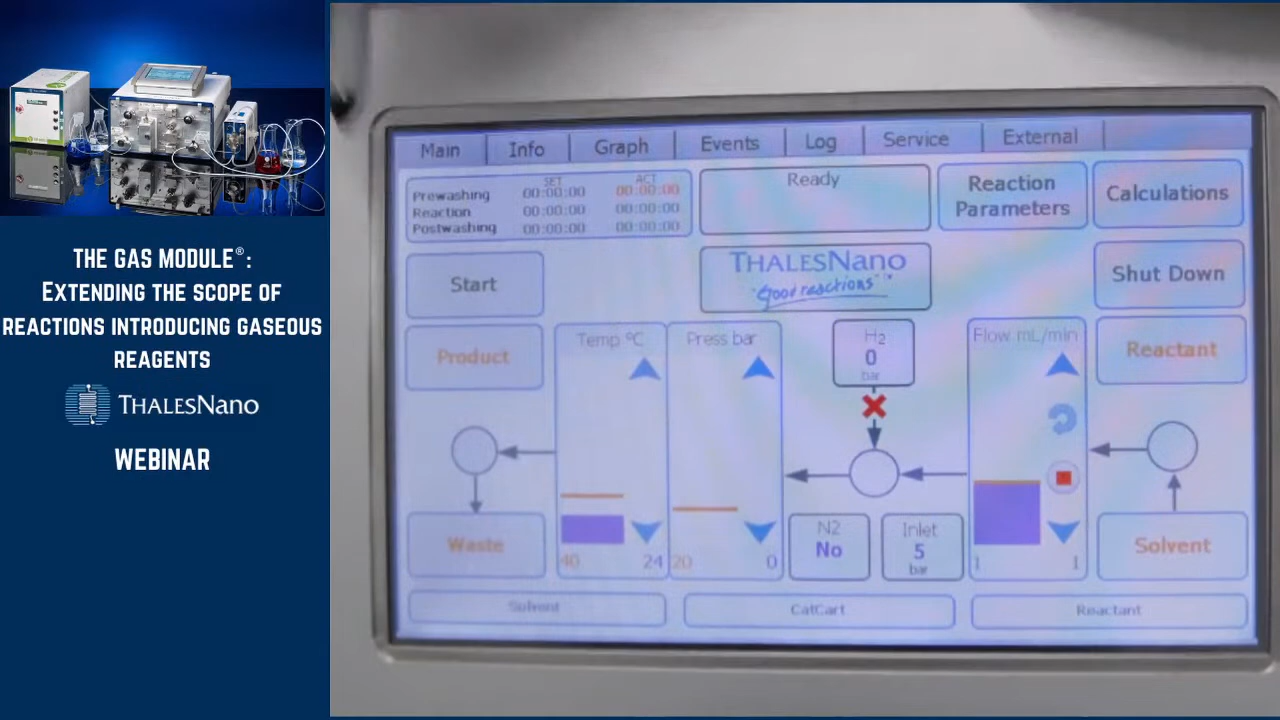 THE GAS MODULE®:
EXTENDING THE SCOPE OF
REACTIONS INTRODUCING GASEOUS
REAGENTS
THALESNANO
WEBINAR
Main Info Graph Events Log Service External
SET ACT
Prewashing 00:00:00 00:00:00
Reaction 00:00:00 00:00:00
Postwashing 00:00:00 00:00:00
Ready
Reaction
Parameters
Calculations
Start
THALESNano
"Good reactions"
Shut Down
Product
Temp ºC
Press bar
H2
0
bar
Flow mL/min
Reactant
Waste
40 24
20 0
N2
No
Inlet
5
bar
1 1
Solvent
Solvent
CatCart
Reactant